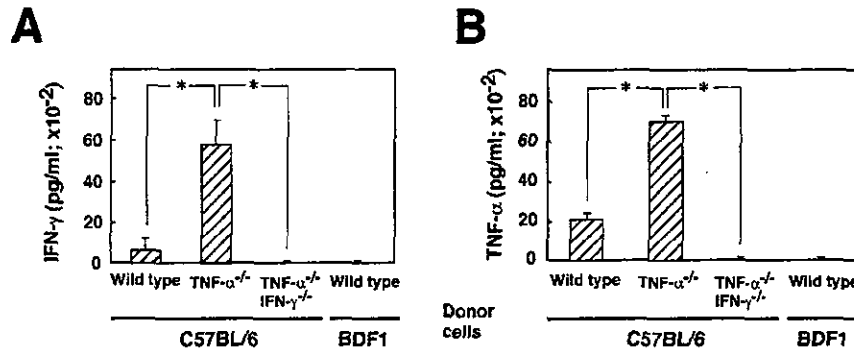 A
IFN-γ (pg/ml; x10⁻²)
80
60
40
20
0
* *
Wild type TNF-α⁻/⁻ TNF-α⁻/⁻ IFN-γ⁻/⁻ Wild type
C57BL/6 BDF1
B
TNF-α (pg/ml; x10⁻²)
80
60
40
20
0
* *
Wild type TNF-α⁻/⁻ TNF-α⁻/⁻ IFN-γ⁻/⁻ Wild type
Donor
cells
C57BL/6 BDF1